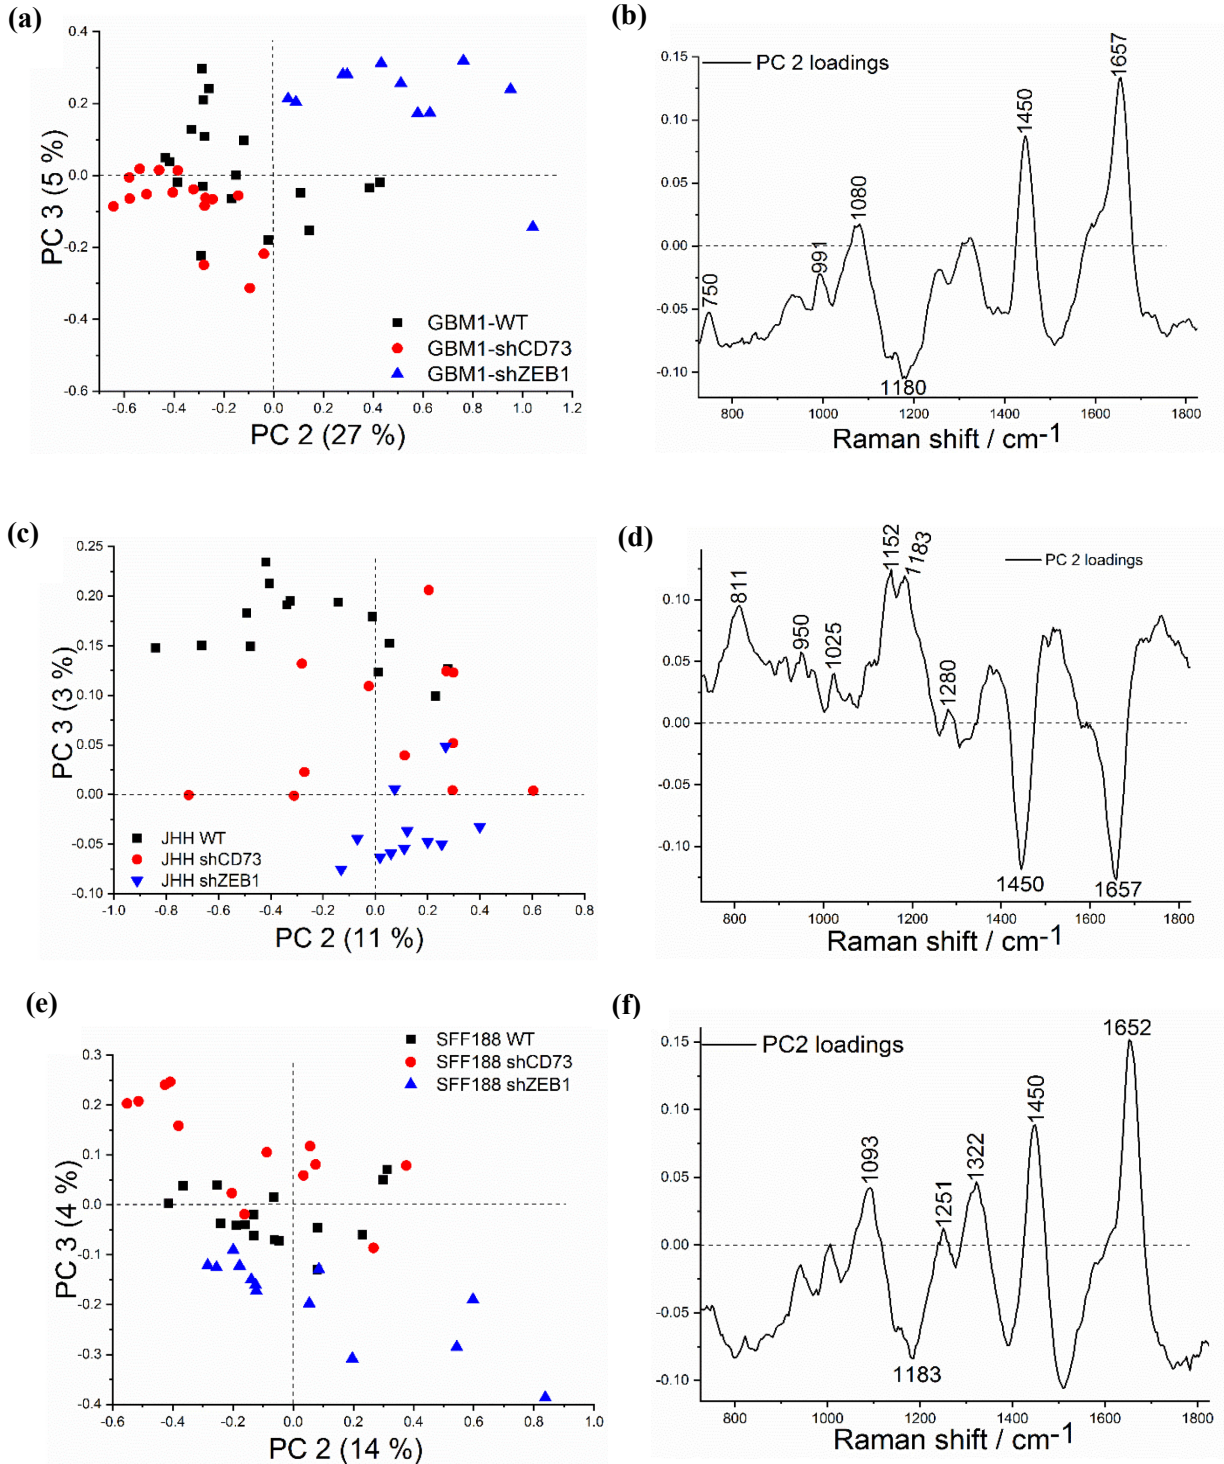 (a)
0.4
0.2
0.0
-0.2
-0.4
-0.6
PC 3 (5 %)
GBM1-WT
GBM1-shCD73
GBM1-shZEB1
-0.6 -0.4 -0.2 0.0 0.2 0.4 0.6 0.8 1.0 1.2
PC 2 (27 %)
(b)
0.15
0.10
0.05
0.00
-0.05
-0.10
PC 2 loadings
750
991
1080
1180
1450
1657
800 1000 1200 1400 1600 1800
Raman shift / cm-1
(c)
0.25
0.20
0.15
0.10
0.05
0.00
-0.05
-0.10
PC 3 (3 %)
JHH WT
JHH shCD73
JHH shZEB1
-1.0 -0.8 -0.6 -0.4 -0.2 0.0 0.2 0.4 0.6 0.8
PC 2 (11 %)
(d)
0.10
0.05
0.00
-0.05
-0.10
PC 2 loadings
811
950
1025
1152
1183
1280
1450
1657
800 1000 1200 1400 1600 1800
Raman shift / cm-1
(e)
SFF188 WT
SFF188 shCD73
SFF188 shZEB1
0.3
0.2
0.1
0.0
-0.1
-0.2
-0.3
-0.4
PC 3 (4 %)
-0.6 -0.4 -0.2 0.0 0.2 0.4 0.6 0.8 1.0
PC 2 (14 %)
(f)
0.15
0.10
0.05
0.00
-0.05
-0.10
PC2 loadings
1093
1183
1251
1322
1450
1652
800 1000 1200 1400 1600 1800
Raman shift / cm-1